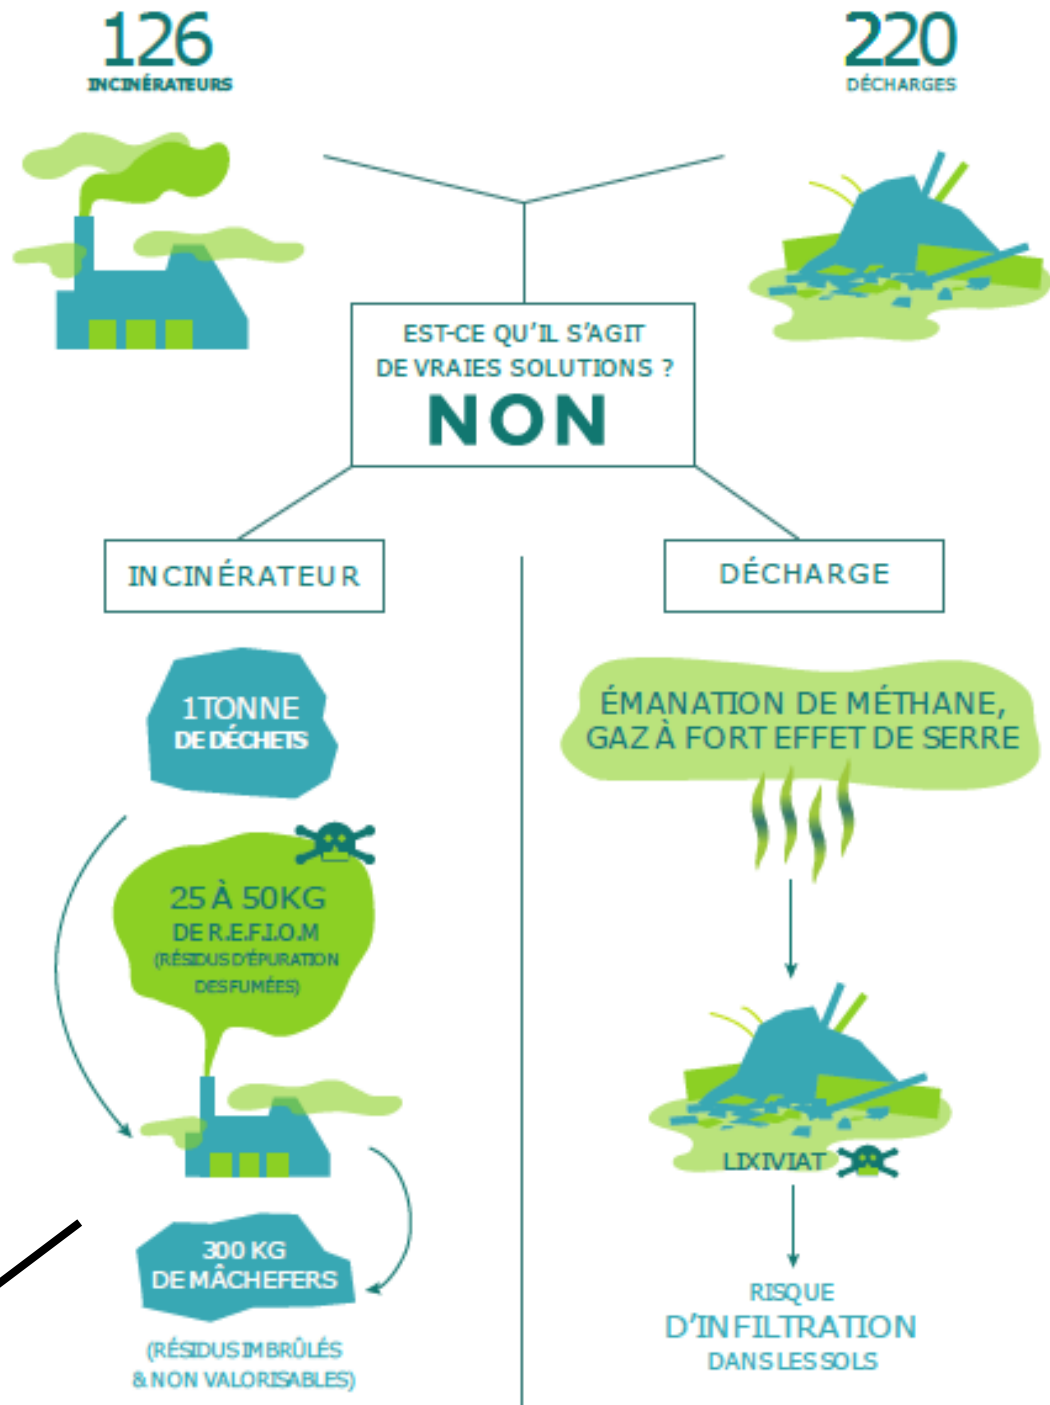 126
INCINÉRATEURS
220
DÉCHARGES
EST-CE QU'IL S'AGIT
DE VRAIES SOLUTIONS ?
NON
INCINÉRATEUR
1 TONNE
DE DÉCHETS
25 À 50KG
DE R.E.F.I.O.M
(RÉSIDUS D'ÉPURATION
DES FUMÉES)
300 KG
DE MÂCHEFERS
(RÉSIDUS IMBRÛLÉS
& NON VALORISABLES)
DÉCHARGE
ÉMANATION DE MÉTHANE,
GAZ À FORT EFFET DE SERRE
LIXIVIAT
RISQUE
D'INFILTRATION
DANS LES SOLS